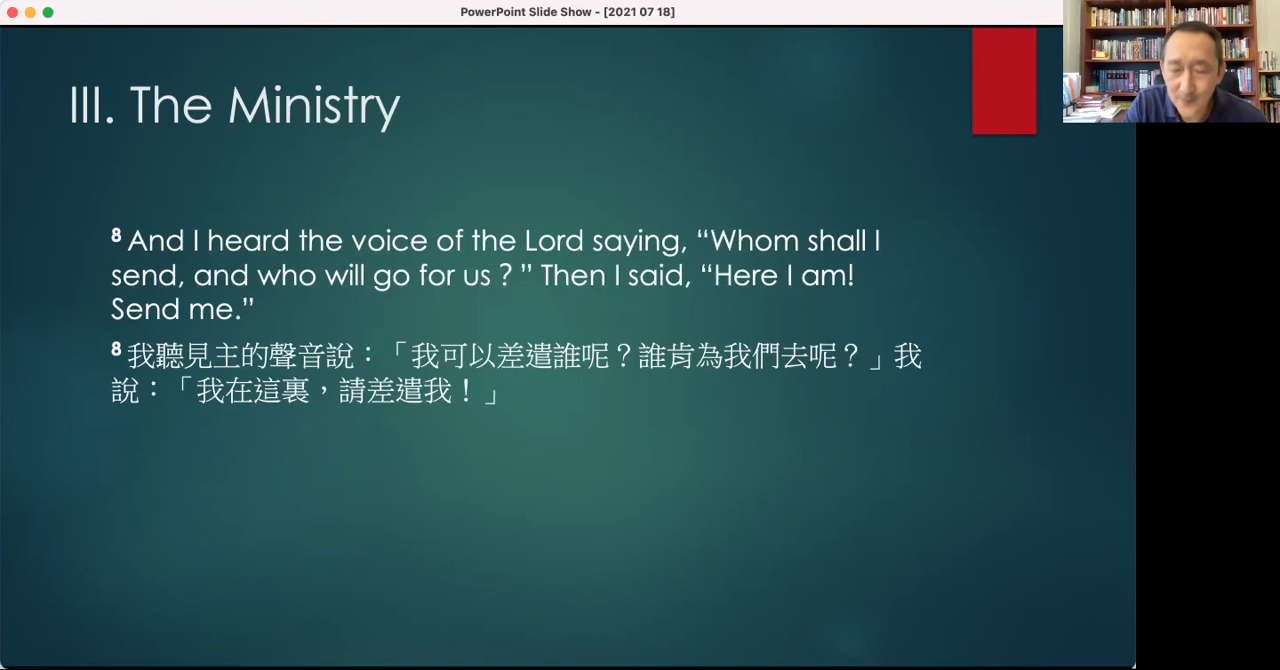 PowerPoint Slide Show - [2021 07 18]
III. The Ministry
8 And I heard the voice of the Lord saying, “Whom shall I
send, and who will go for us？” Then I said, “Here I am!
Send me.”
8 我聽見主的聲音說：「我可以差遣誰呢？誰肯為我們去呢？」我
說：「我在這裏，請差遣我！」